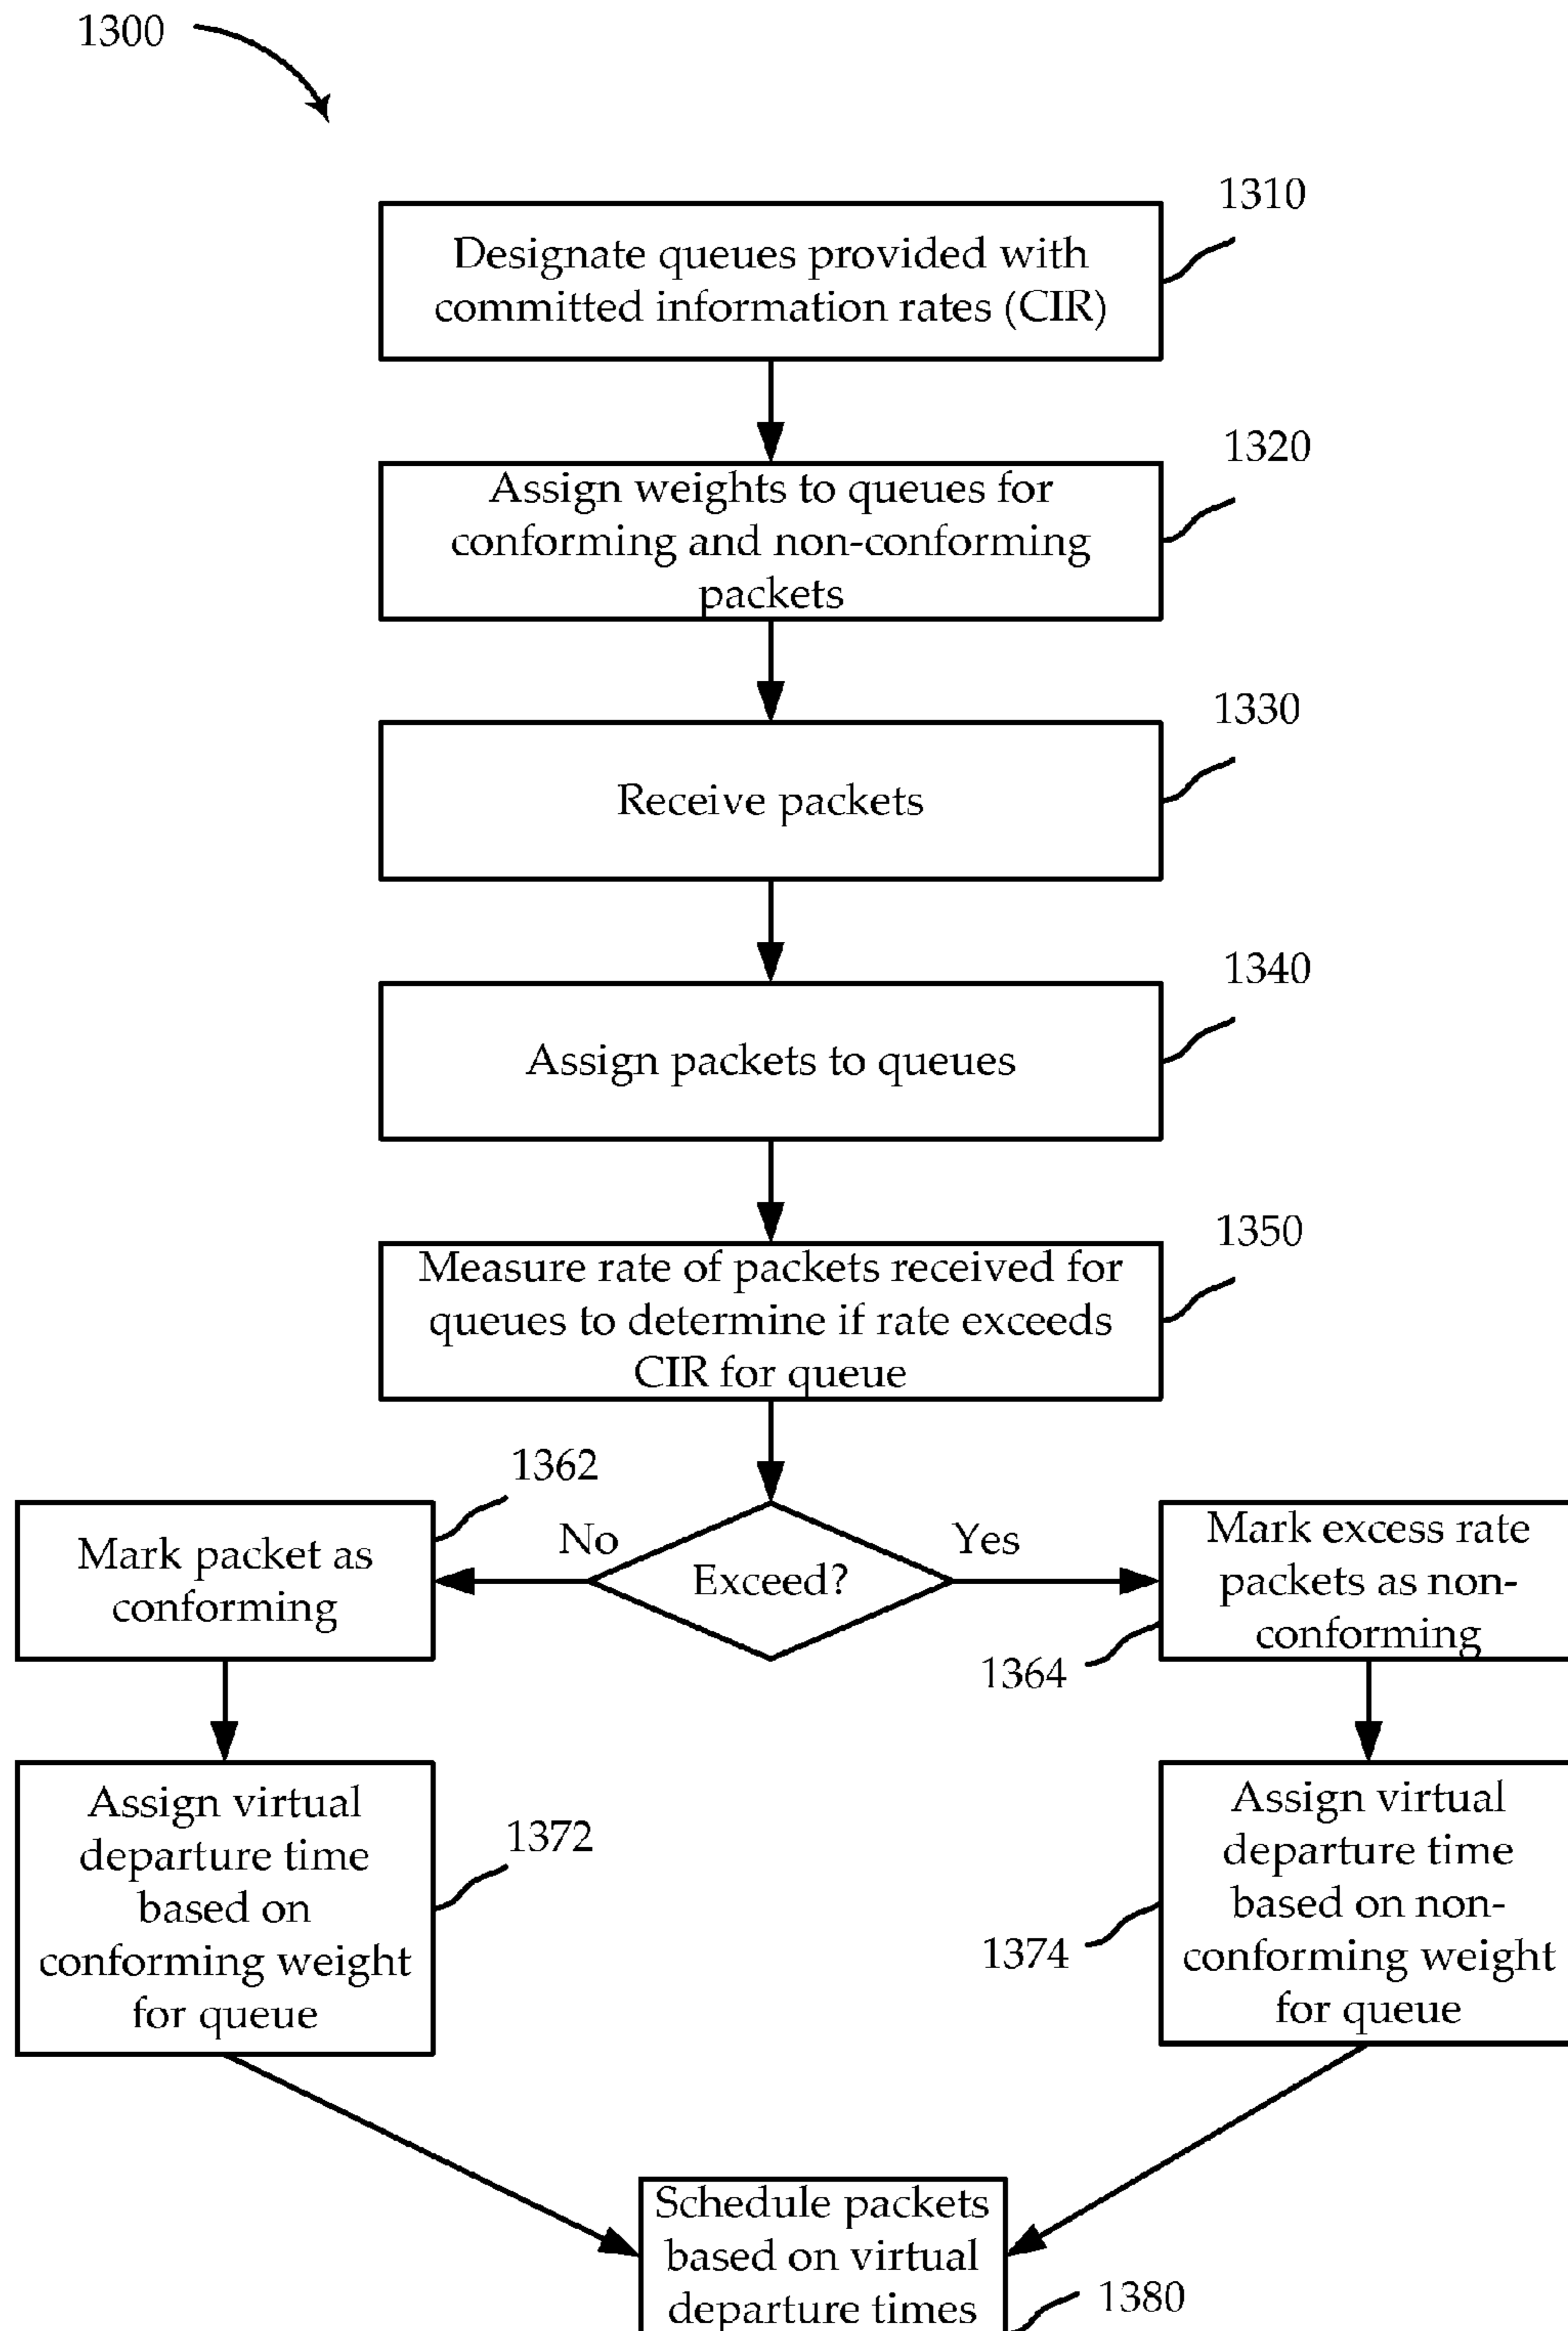 1300
1310
Designate queues provided with
committed information rates (CIR)
1320
Assign weights to queues for
conforming and non-conforming
packets
1330
Receive packets
1340
Assign packets to queues
1350
Measure rate of packets received for
queues to determine if rate exceeds
CIR for queue
1362
Mark packet as
conforming
No
Exceed?
Yes
Mark excess rate
packets as non-
conforming
1364
Assign virtual
departure time
based on
conforming weight
for queue
1372
Assign virtual
departure time
based on non-
conforming weight
for queue
1374
Schedule packets
based on virtual
departure times
1380